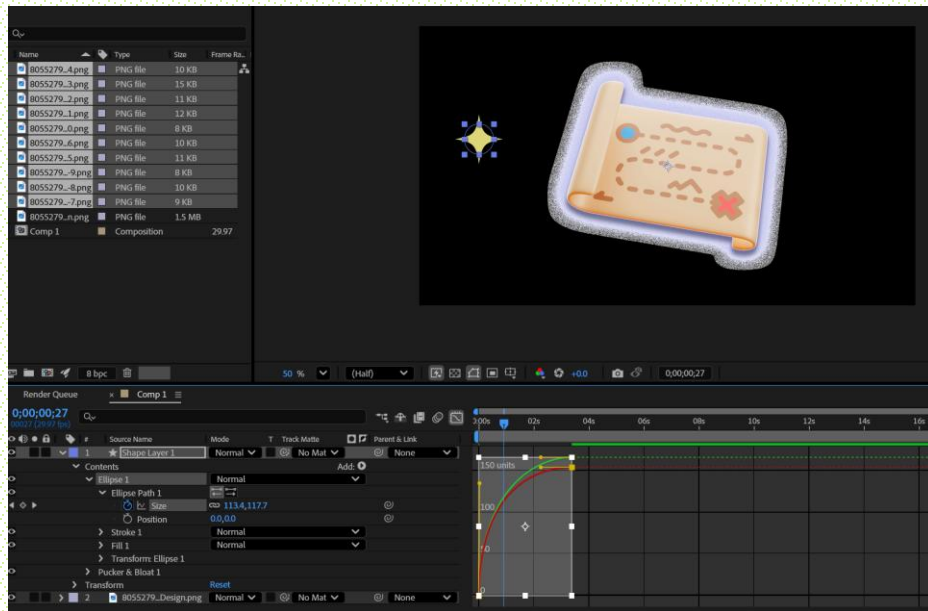 Name Type Size Frame Ra..
8055279...4.png PNG file 10 KB
8055279...3.png PNG file 15 KB
8055279...2.png PNG file 11 KB
8055279...1.png PNG file 12 KB
8055279...0.png PNG file 8 KB
8055279...6.png PNG file 10 KB
8055279...5.png PNG file 11 KB
8055279...-9.png PNG file 8 KB
8055279...-8.png PNG file 10 KB
8055279...-7.png PNG file 9 KB
8055279...n.png PNG file 1.5 MB
Comp 1 Composition 29.97
8 bpc
50 % (Half) +0.0 0;00;00;27
Render Queue × Comp 1
0;00;00;27
00027 (29.97 fps)
# Source Name Mode T Track Matte Parent & Link
02s 04s 06s 08s 10s 12s 14s 16s
1 Shape Layer 1 Normal No Mat None
Contents Add:
Ellipse 1 Normal
Ellipse Path 1
Size 113.4,117.7
Position 0.0,0.0
Stroke 1 Normal
Fill 1 Normal
Transform: Ellipse 1
Pucker & Bloat 1
Transform Reset
2 8055279...Design.png Normal No Mat None
150 units
100
0